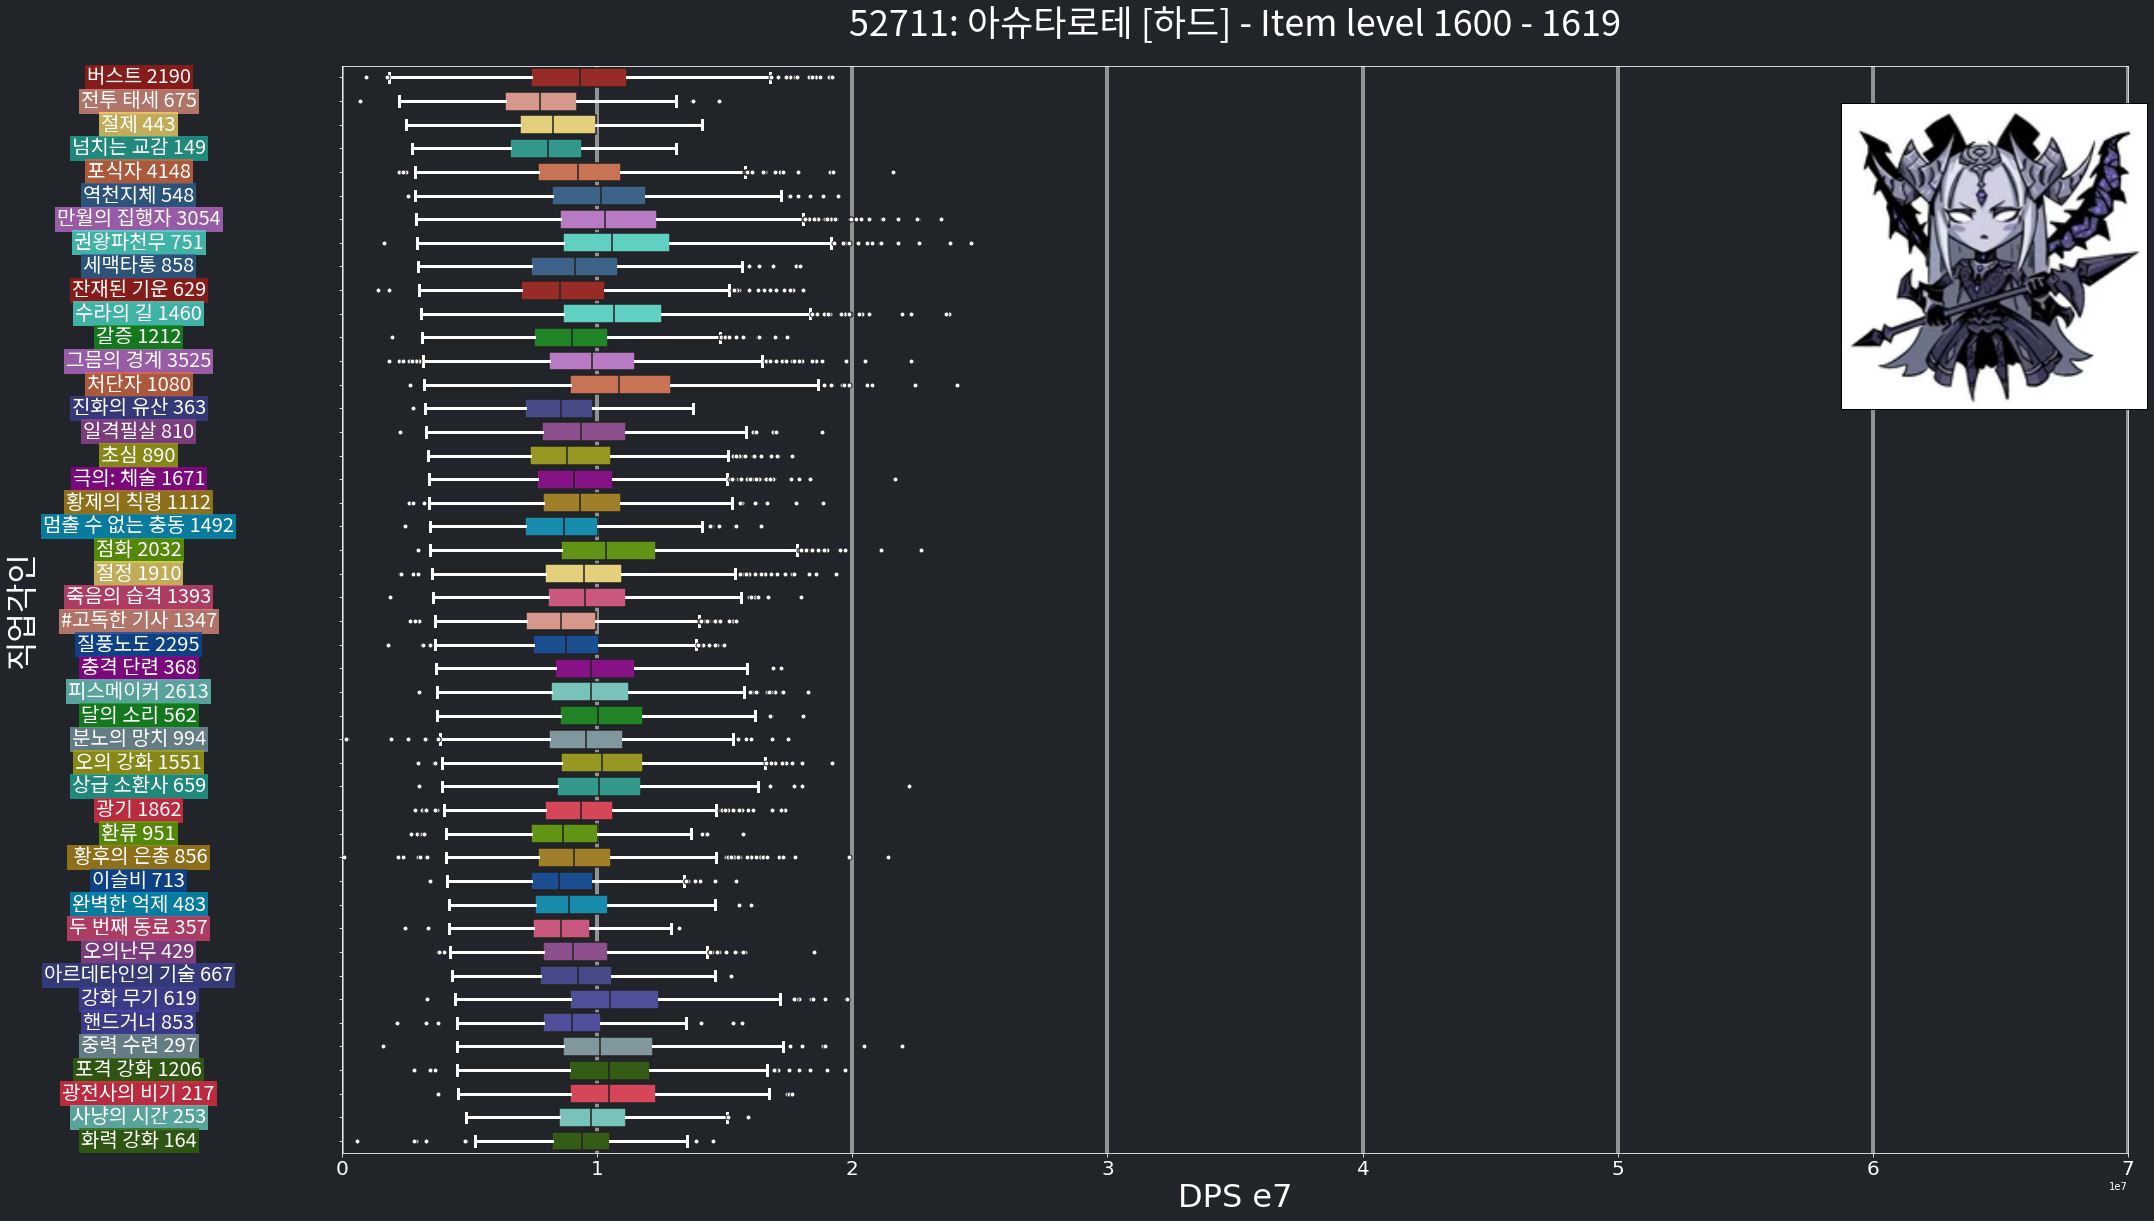 52711: 아슈타로테 [하드] - Item level 1600 - 1619
버스트 2190
전투 태세 675
절제 443
넘치는 교감 149
포식자 4148
역천지체 548
만월의 집행자 3054
권왕파천무 751
세맥타통 858
잔재된 기운 629
수라의 길 1460
갈증 1212
그믐의 경계 3525
처단자 1080
진화의 유산 363
일격필살 810
초심 890
극의: 체술 1671
황제의 칙령 1112
멈출 수 없는 충동 1492
점화 2032
절정 1910
죽음의 습격 1393
#고독한 기사 1347
질풍노도 2295
충격 단련 368
피스메이커 2613
달의 소리 562
분노의 망치 994
오의 강화 1551
상급 소환사 659
광기 1862
환류 951
황후의 은총 856
이슬비 713
완벽한 억제 483
두 번째 동료 357
오의난무 429
아르데타인의 기술 667
강화 무기 619
핸드거너 853
중력 수련 297
포격 강화 1206
광전사의 비기 217
사냥의 시간 253
화력 강화 164
직업각인
0 1 2 3 4 5 6 7
DPS e7
1e7